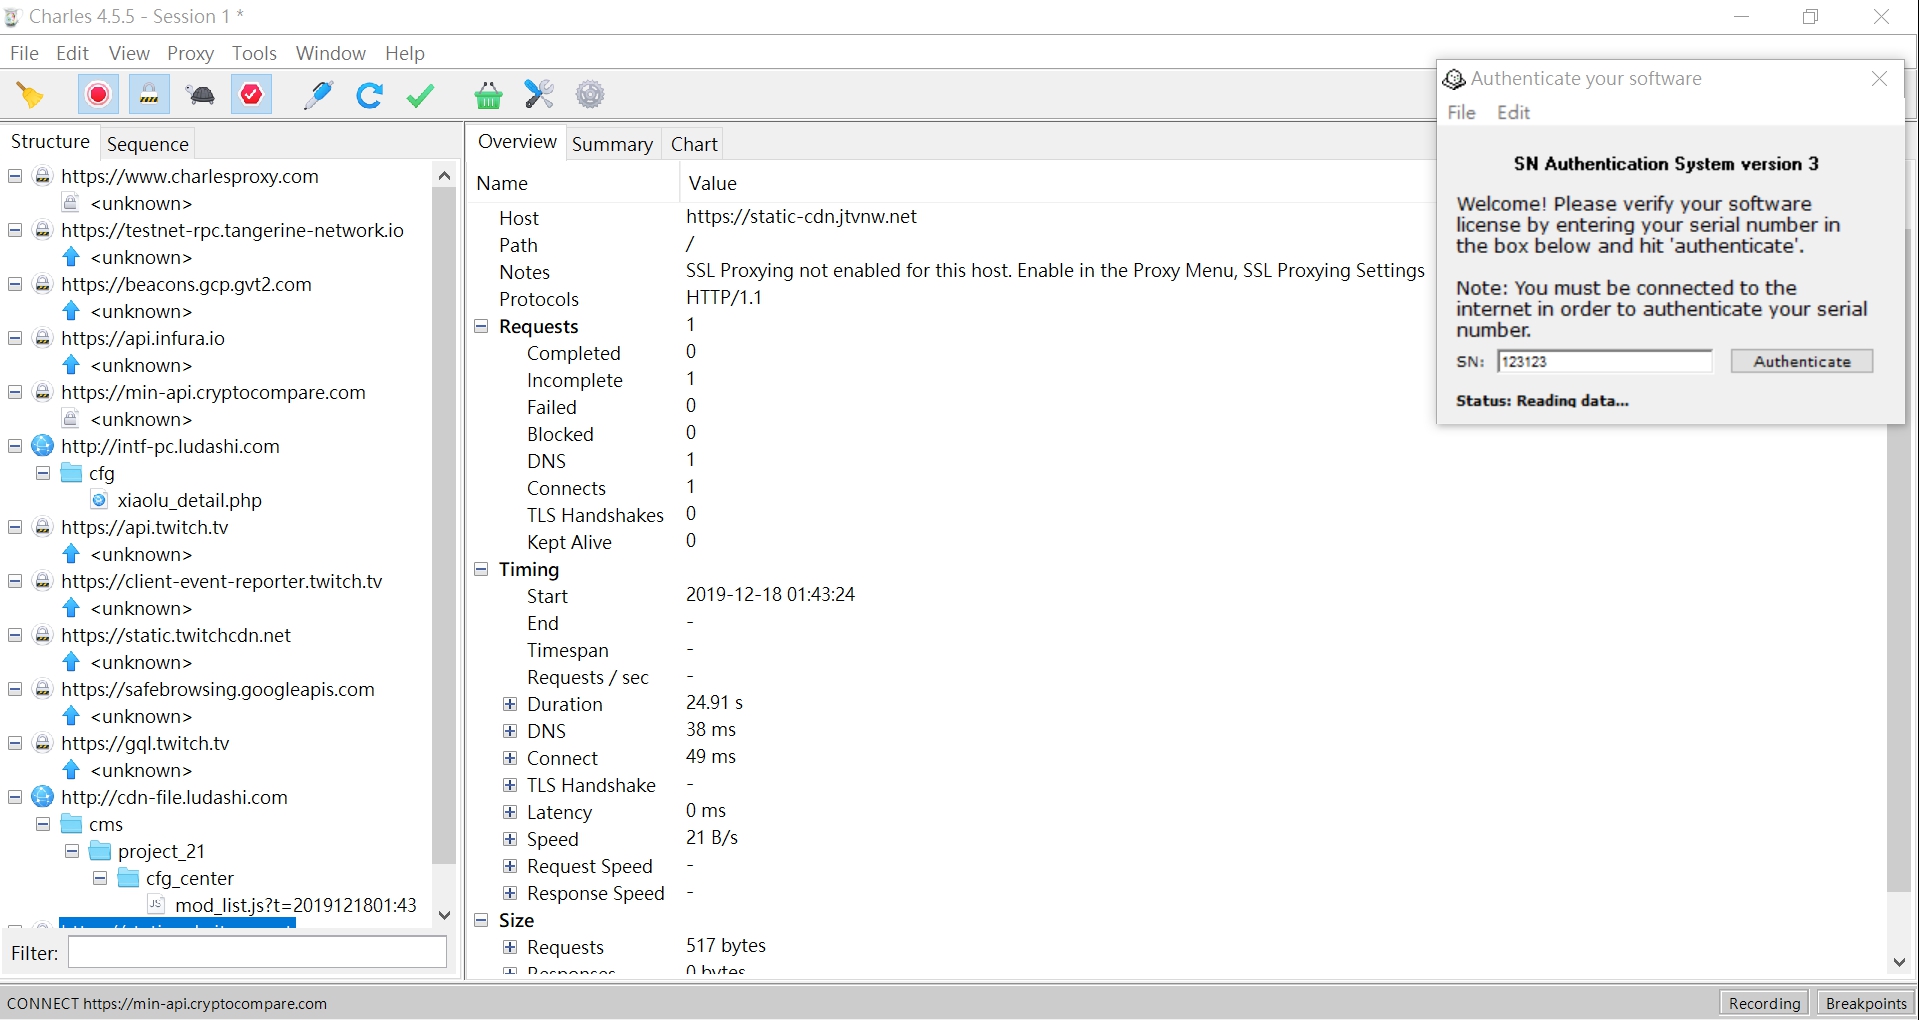 Charles 4.5.5 - Session 1 *
File Edit View Proxy Tools Window Help
Structure Sequence
https://www.charlesproxy.com
<unknown>
https://testnet-rpc.tangerine-network.io
<unknown>
https://beacons.gcp.gvt2.com
<unknown>
https://api.infura.io
<unknown>
https://min-api.cryptocompare.com
<unknown>
http://intf-pc.ludashi.com
cfg
xiaolu_detail.php
https://api.twitch.tv
<unknown>
https://client-event-reporter.twitch.tv
<unknown>
https://static.twitchcdn.net
<unknown>
https://safebrowsing.googleapis.com
<unknown>
https://gql.twitch.tv
<unknown>
http://cdn-file.ludashi.com
cms
project_21
cfg_center
JS mod_list.js?t=2019121801:43
Filter:
Overview Summary Chart
Name Value
Host https://static-cdn.jtvnw.net
Path /
Notes SSL Proxying not enabled for this host. Enable in the Proxy Menu, SSL Proxying Settings
Protocols HTTP/1.1
Requests 1
Completed 0
Incomplete 1
Failed 0
Blocked 0
DNS 1
Connects 1
TLS Handshakes 0
Kept Alive 0
Timing
Start 2019-12-18 01:43:24
End -
Timespan -
Requests / sec -
Duration 24.91 s
DNS 38 ms
Connect 49 ms
TLS Handshake -
Latency 0 ms
Speed 21 B/s
Request Speed -
Response Speed -
Size
Requests 517 bytes
Responses 0 bytes
Authenticate your software
File Edit
SN Authentication System version 3
Welcome! Please verify your software
license by entering your serial number in
the box below and hit 'authenticate'.
Note: You must be connected to the
internet in order to authenticate your serial
number.
SN: 123123 Authenticate
Status: Reading data...
CONNECT https://min-api.cryptocompare.com
Recording Breakpoints